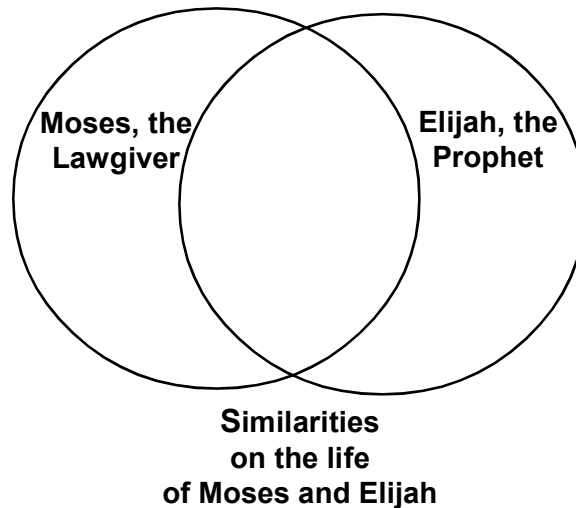 Moses, the
Lawgiver
Elijah, the
Prophet
Similarities
on the life
of Moses and Elijah